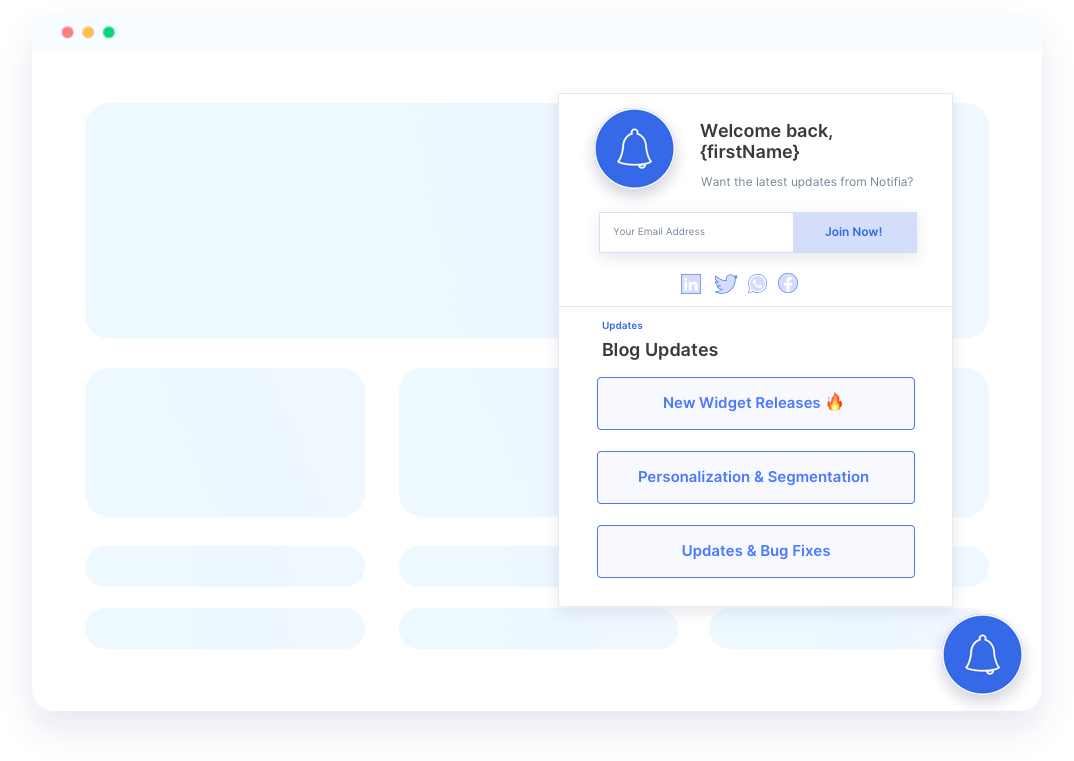 Welcome back,
{firstName}
Want the latest updates from Notifia?
Your Email Address
Join Now!
in
f
Updates
Blog Updates
New Widget Releases 🔥
Personalization & Segmentation
Updates & Bug Fixes